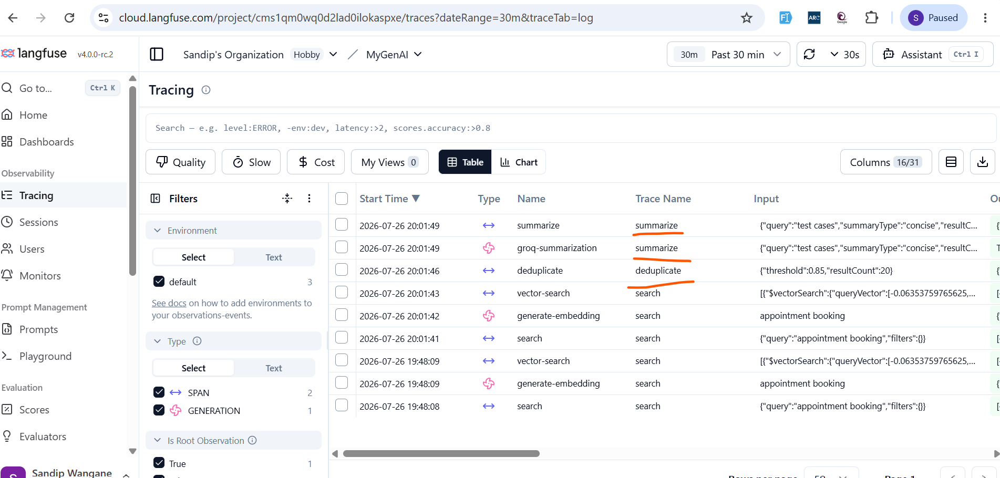 cloud.langfuse.com/project/cms1qm0wq0d2lad0ilokaspxe/traces?dateRange=30m&traceTab=log
ARC
Google
S
Paused
langfuse v4.0.0-rc.2
Sandip's Organization Hobby
MyGenAI
30m Past 30 min
30s
Assistant Ctrl I
Go to... Ctrl K
Home
Dashboards
Observability
Tracing
Sessions
Users
Monitors
Prompt Management
Prompts
Playground
Evaluation
Scores
Evaluators
S Sandip Wangane
Tracing
Search — e.g. level:ERROR, -env:dev, latency:>2, scores.accuracy:>0.8
Quality Slow Cost My Views 0 Table Chart Columns 16/31
Filters
Environment
Select Text
default 3
See docs on how to add environments to
your observations-events.
Type
Select Text
SPAN 2
GENERATION 1
Is Root Observation
True 1
Start Time ▼ Type Name Trace Name Input
2026-07-26 20:01:49 summarize summarize {"query":"test cases","summaryType":"concise","resultC...
2026-07-26 20:01:49 groq-summarization summarize {"query":"test cases","summaryType":"concise","resultC...
2026-07-26 20:01:46 deduplicate deduplicate {"threshold":0.85,"resultCount":20}
2026-07-26 20:01:43 vector-search search [{"$vectorSearch":{"queryVector":[-0.06353759765625,...
2026-07-26 20:01:42 generate-embedding search appointment booking
2026-07-26 20:01:41 search search {"query":"appointment booking","filters":{}}
2026-07-26 19:48:09 vector-search search [{"$vectorSearch":{"queryVector":[-0.06353759765625,...
2026-07-26 19:48:09 generate-embedding search appointment booking
2026-07-26 19:48:08 search search {"query":"appointment booking","filters":{}}
Rows per page 50 Page 1